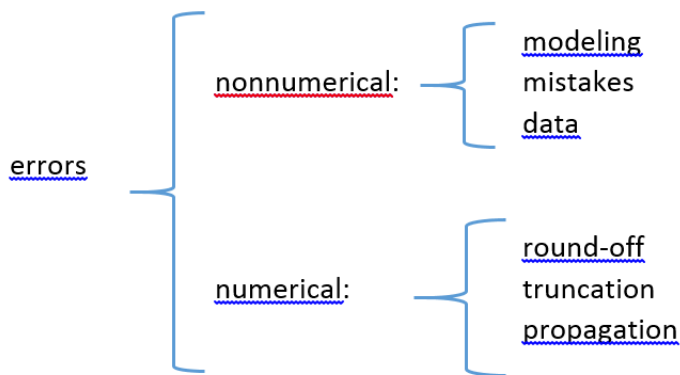 modeling
nonnumerical:
mistakes
data
errors
round-off
numerical:
truncation
propagation